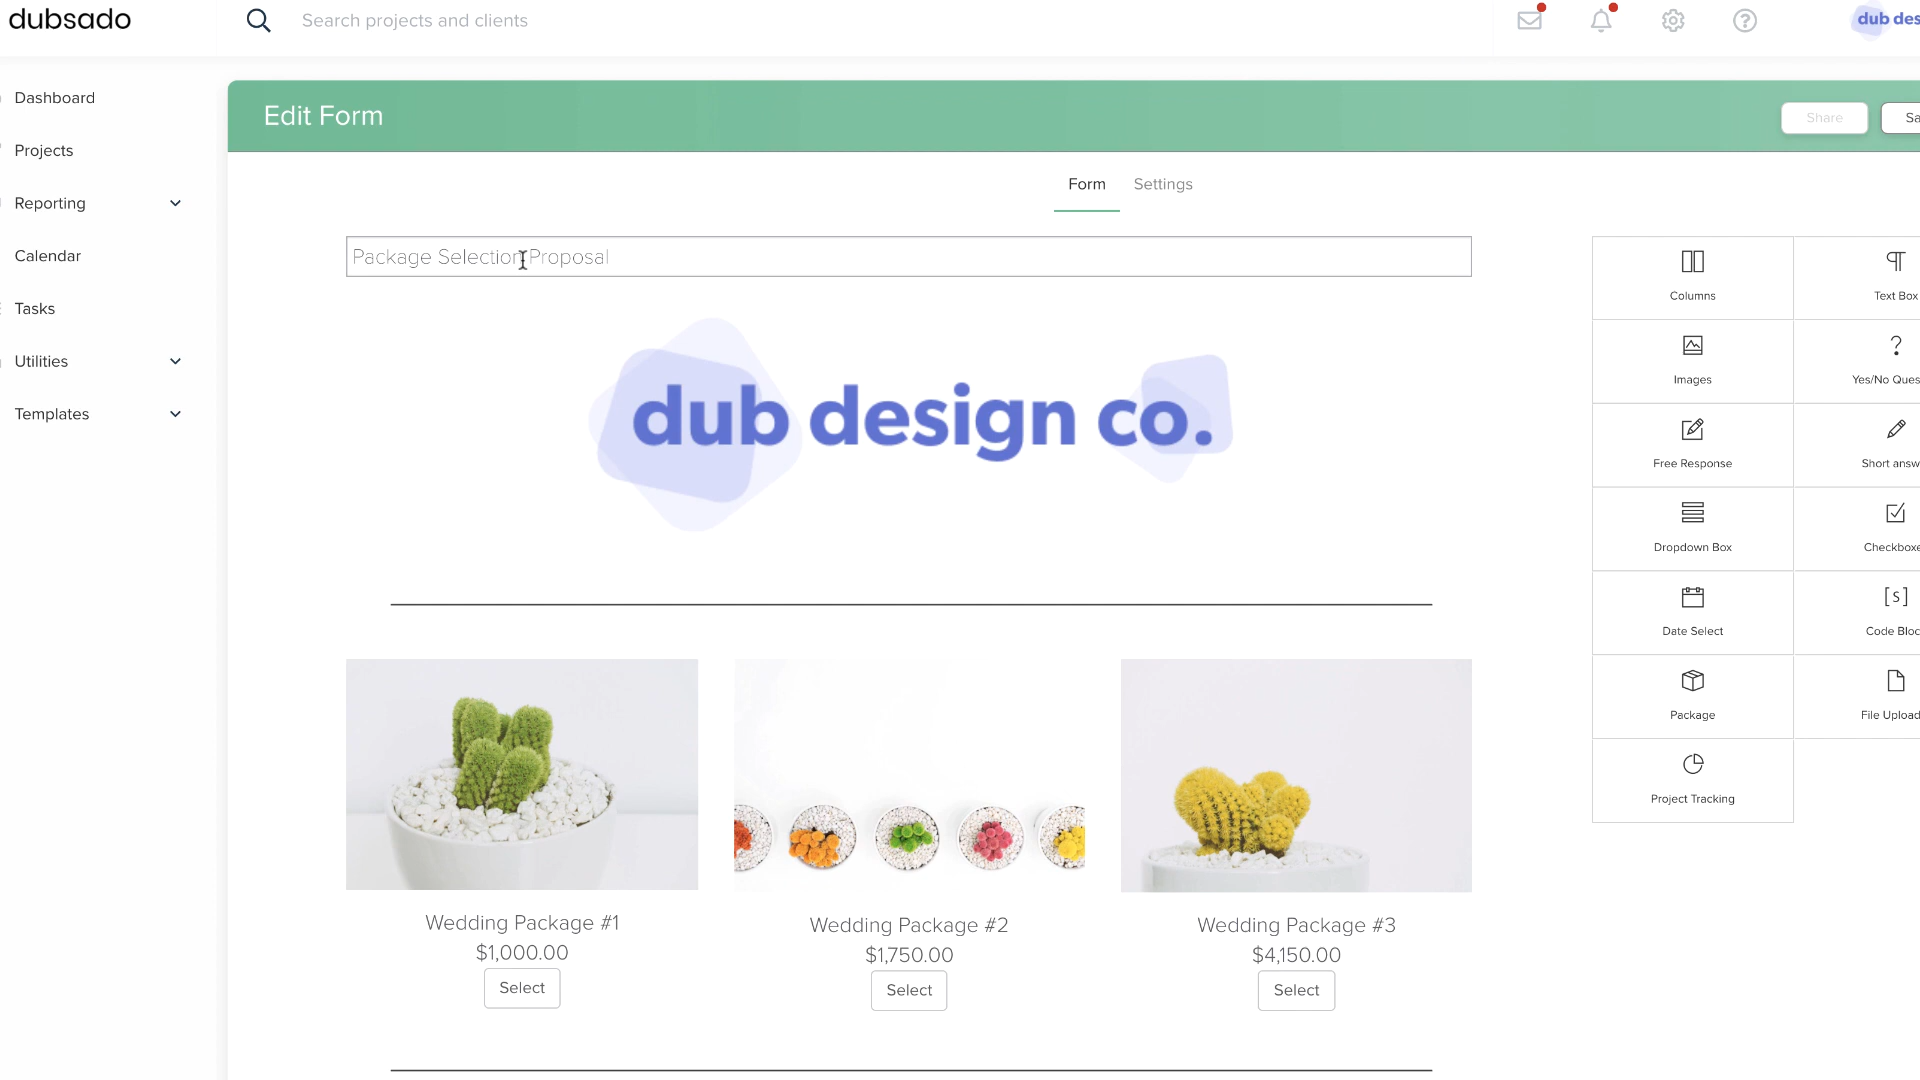 dubsado
Search projects and clients
dub des
Dashboard
Projects
Reporting
Calendar
Tasks
Utilities
Templates
Edit Form
Share
Sa
Form
Settings
Package Selection Proposal
dub design co.
Wedding Package #1
$1,000.00
Select
Wedding Package #2
$1,750.00
Select
Wedding Package #3
$4,150.00
Select
Columns
Text Box
Images
Yes/No Ques
Free Response
Short answ
Dropdown Box
Checkboxe
Date Select
[s]
Code Bloc
Package
File Upload
Project Tracking